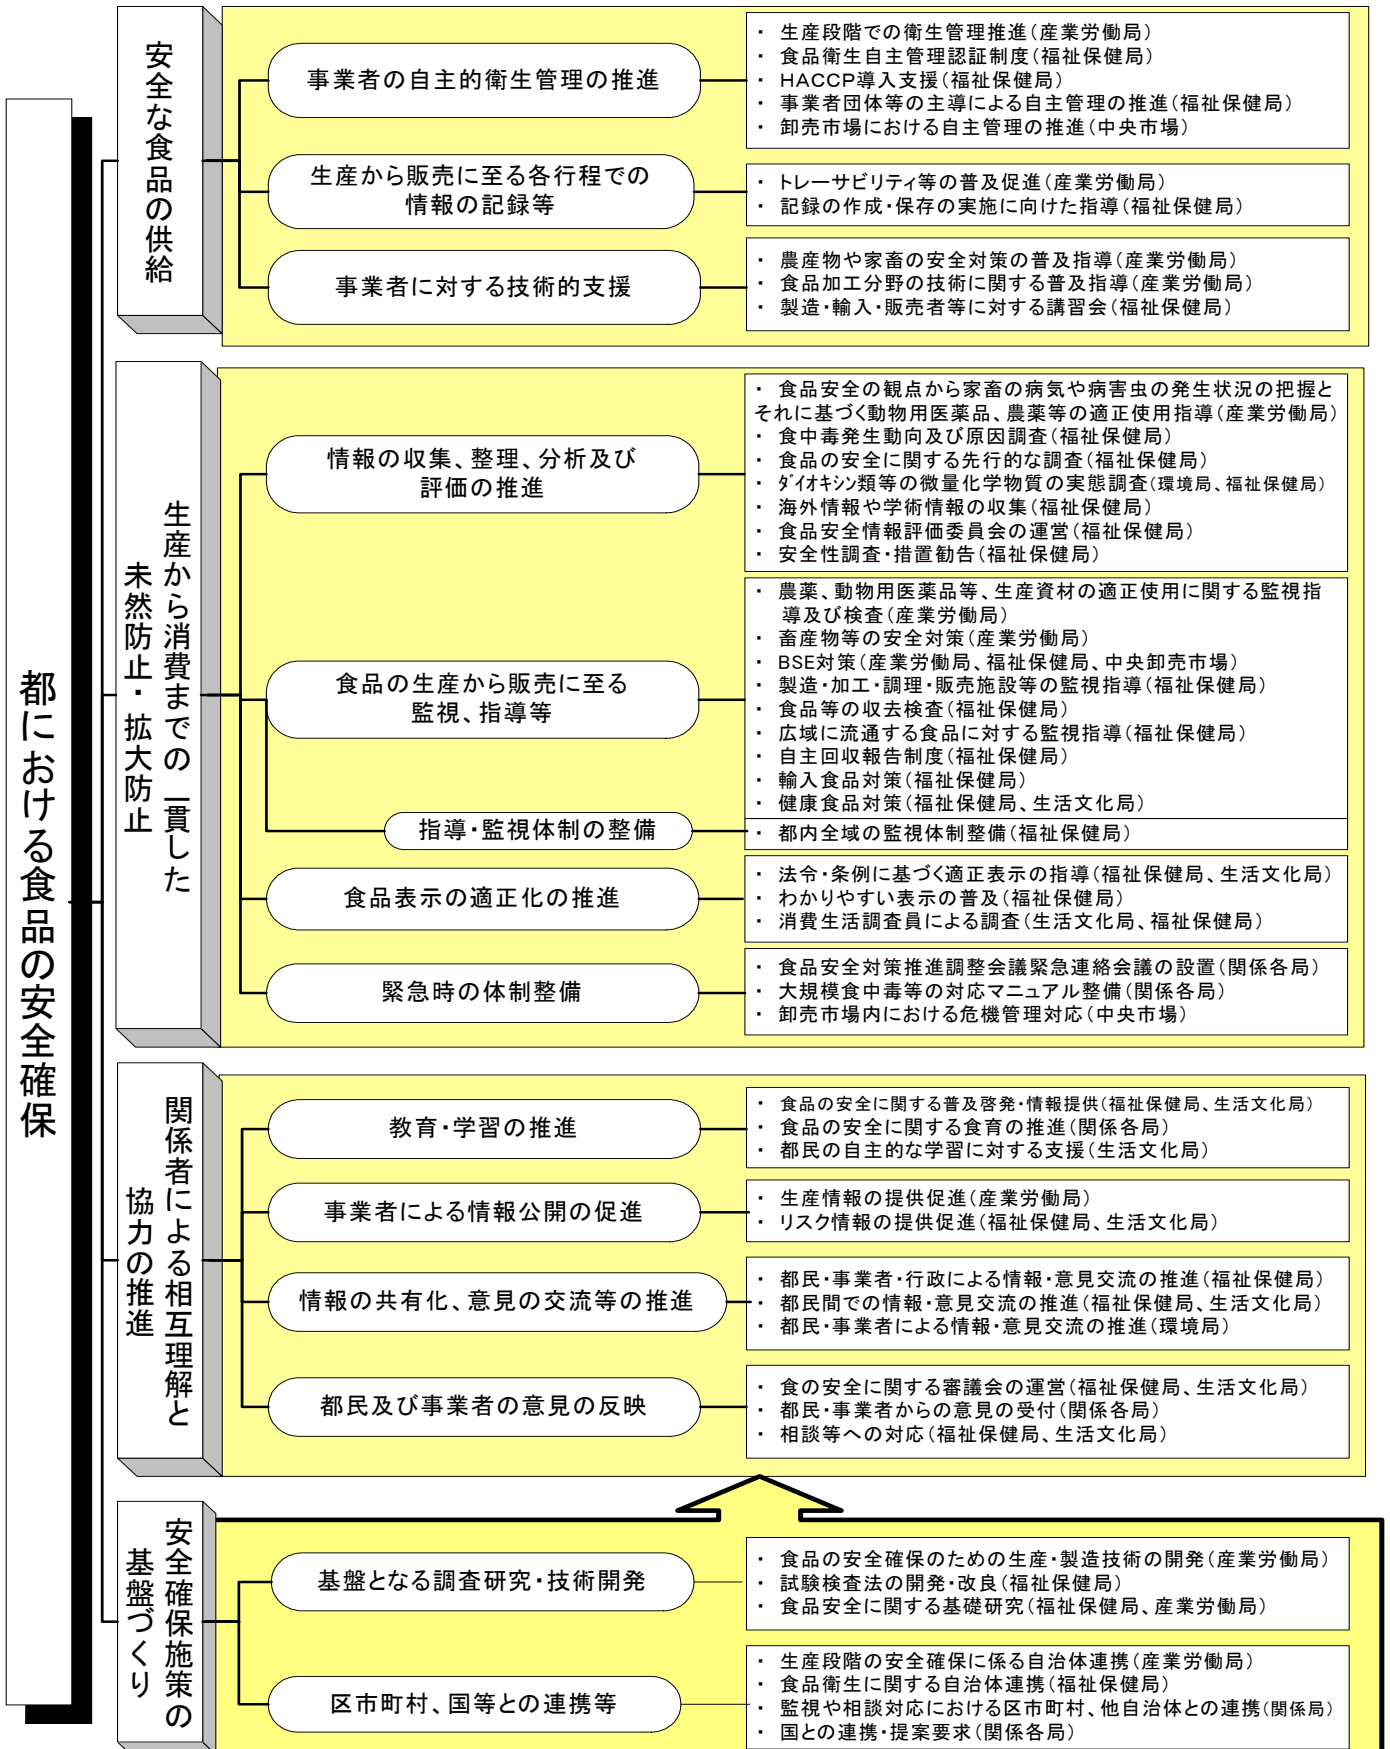 都における食品の安全確保
安全な食品の供給
事業者の自主的衛生管理の推進
・ 生産段階での衛生管理推進(産業労働局)
・ 食品衛生自主管理認証制度(福祉保健局)
・ HACCP導入支援(福祉保健局)
・ 事業者団体等の主導による自主管理の推進(福祉保健局)
・ 卸売市場における自主管理の推進(中央市場)
生産から販売に至る各行程での
情報の記録等
・ トレーサビリティ等の普及促進(産業労働局)
・ 記録の作成・保存の実施に向けた指導(福祉保健局)
事業者に対する技術的支援
・ 農産物や家畜の安全対策の普及指導(産業労働局)
・ 食品加工分野の技術に関する普及指導(産業労働局)
・ 製造・輸入・販売者等に対する講習会(福祉保健局)
生産から消費までの 一貫した
未然防止・拡大防止
情報の収集、整理、分析及び
評価の推進
・ 食品安全の観点から家畜の病気や病害虫の発生状況の把握と
それに基づく動物用医薬品、農薬等の適正使用指導(産業労働局)
・ 食中毒発生動向及び原因調査(福祉保健局)
・ 食品の安全に関する先行的な調査(福祉保健局)
・ ダイオキシン類等の微量化学物質の実態調査(環境局、福祉保健局)
・ 海外情報や学術情報の収集(福祉保健局)
・ 食品安全情報評価委員会の運営(福祉保健局)
・ 安全性調査・措置勧告(福祉保健局)
食品の生産から販売に至る
監視、指導等
・ 農薬、動物用医薬品等、生産資材の適正使用に関する監視指
導及び検査(産業労働局)
・ 畜産物等の安全対策(産業労働局)
・ BSE対策(産業労働局、福祉保健局、中央卸売市場)
・ 製造・加工・調理・販売施設等の監視指導(福祉保健局)
・ 食品等の収去検査(福祉保健局)
・ 広域に流通する食品に対する監視指導(福祉保健局)
・ 自主回収報告制度(福祉保健局)
・ 輸入食品対策(福祉保健局)
・ 健康食品対策(福祉保健局、生活文化局)
指導・監視体制の整備
・ 都内全域の監視体制整備(福祉保健局)
食品表示の適正化の推進
・ 法令・条例に基づく適正表示の指導(福祉保健局、生活文化局)
・ わかりやすい表示の普及(福祉保健局)
・ 消費生活調査員による調査(生活文化局、福祉保健局)
緊急時の体制整備
・ 食品安全対策推進調整会議緊急連絡会議の設置(関係各局)
・ 大規模食中毒等の対応マニュアル整備(関係各局)
・ 卸売市場内における危機管理対応(中央市場)
関係者による相互理解と
協力の推進
教育・学習の推進
・ 食品の安全に関する普及啓発・情報提供(福祉保健局、生活文化局)
・ 食品の安全に関する食育の推進(関係各局)
・ 都民の自主的な学習に対する支援(生活文化局)
事業者による情報公開の促進
・ 生産情報の提供促進(産業労働局)
・ リスク情報の提供促進(福祉保健局、生活文化局)
情報の共有化、意見の交流等の推進
・ 都民・事業者・行政による情報・意見交流の推進(福祉保健局)
・ 都民間での情報・意見交流の推進(福祉保健局、生活文化局)
・ 都民・事業者による情報・意見交流の推進(環境局)
都民及び事業者の意見の反映
・ 食の安全に関する審議会の運営(福祉保健局、生活文化局)
・ 都民・事業者からの意見の受付(関係各局)
・ 相談等への対応(福祉保健局、生活文化局)
安全確保施策の
基盤づくり
基盤となる調査研究・技術開発
・ 食品の安全確保のための生産・製造技術の開発(産業労働局)
・ 試験検査法の開発・改良(福祉保健局)
・ 食品安全に関する基礎研究(福祉保健局、産業労働局)
区市町村、国等との連携等
・ 生産段階の安全確保に係る自治体連携(産業労働局)
・ 食品衛生に関する自治体連携(福祉保健局)
・ 監視や相談対応における区市町村、他自治体との連携(関係局)
・ 国との連携・提案要求(関係各局)